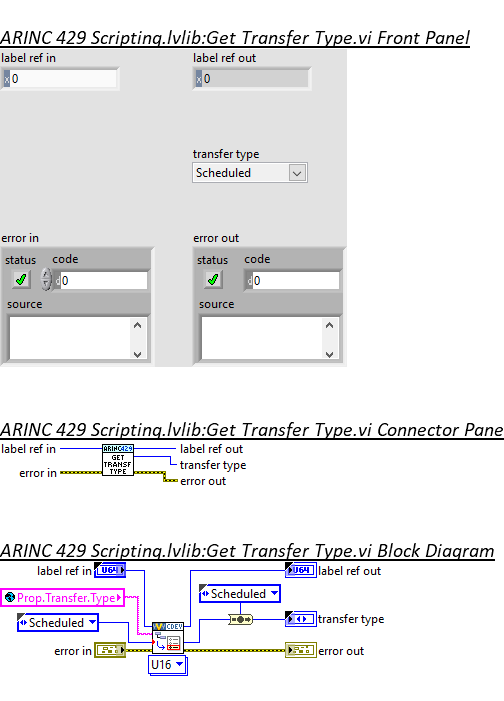 ARINC 429 Scripting.lvlib:Get Transfer Type.vi Front Panel
label ref in label ref out
x 0 x 0
transfer type
Scheduled
error in error out
status code status code
d 0 d 0
source source
ARINC 429 Scripting.lvlib:Get Transfer Type.vi Connector Pane
label ref in ARINC429 label ref out
GET
TRANSF transfer type
error in TYPE error out
ARINC 429 Scripting.lvlib:Get Transfer Type.vi Block Diagram
label ref in U64 U64 label ref out
Prop.Transfer.Type Scheduled
Scheduled CDEV transfer type
error in error out
U16